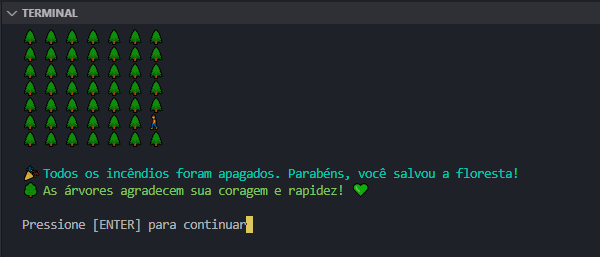 TERMINAL
Todos os incêndios foram apagados. Parabéns, você salvou a floresta!
As árvores agradecem sua coragem e rapidez!
Pressione [ENTER] para continuar